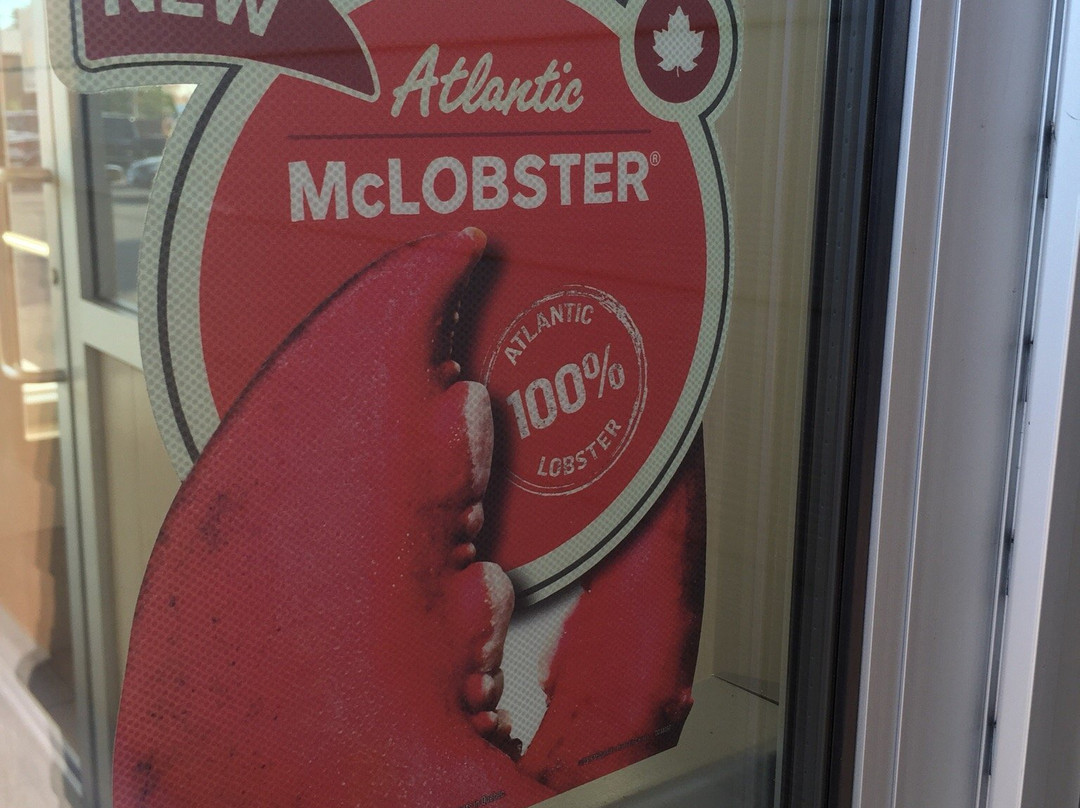 NEW
Atlantic
McLOBSTER®
ATLANTIC
100%
LOBSTER